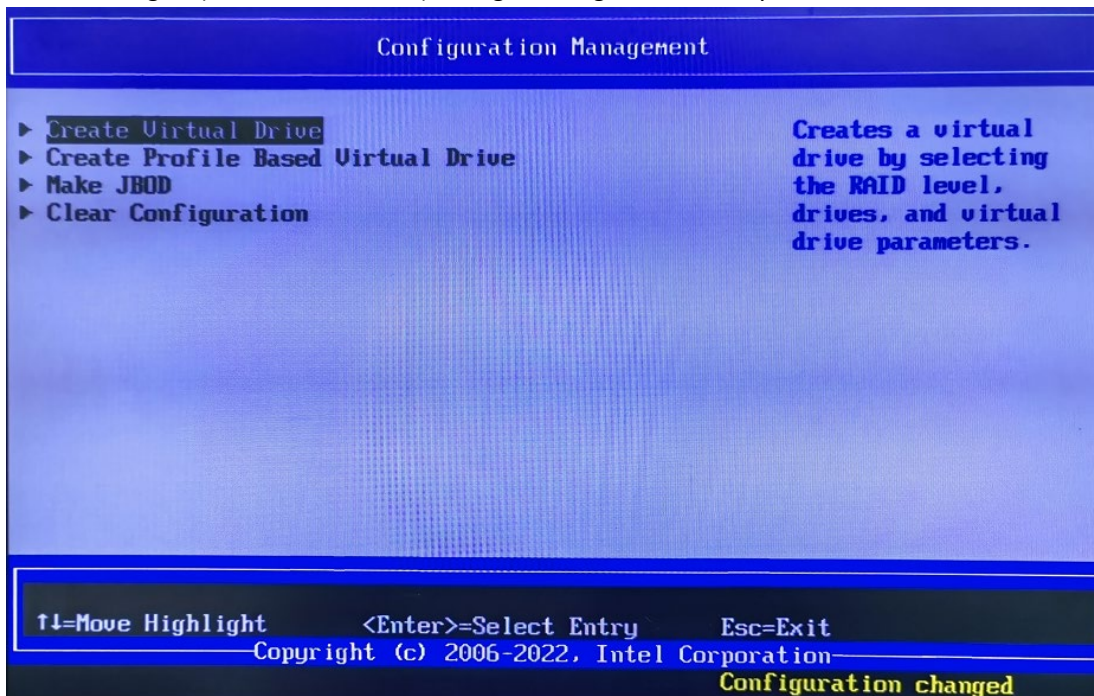 Configuration Management
▶ Create Virtual Drive
▶ Create Profile Based Virtual Drive
▶ Make JBOD
▶ Clear Configuration
Creates a virtual
drive by selecting
the RAID level,
drives, and virtual
drive parameters.
↑↓=Move Highlight <Enter>=Select Entry Esc=Exit
Copyright (c) 2006-2022, Intel Corporation
Configuration changed